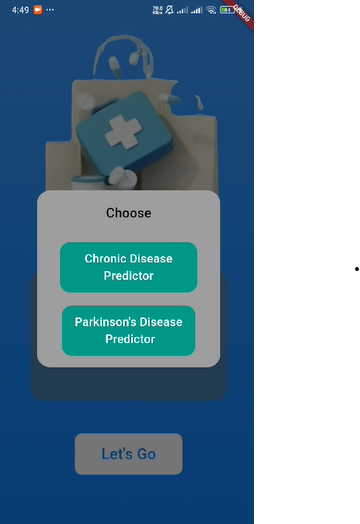 4:49
DEBUG
Choose
Chronic Disease
Predictor
Parkinson's Disease
Predictor
Let's Go